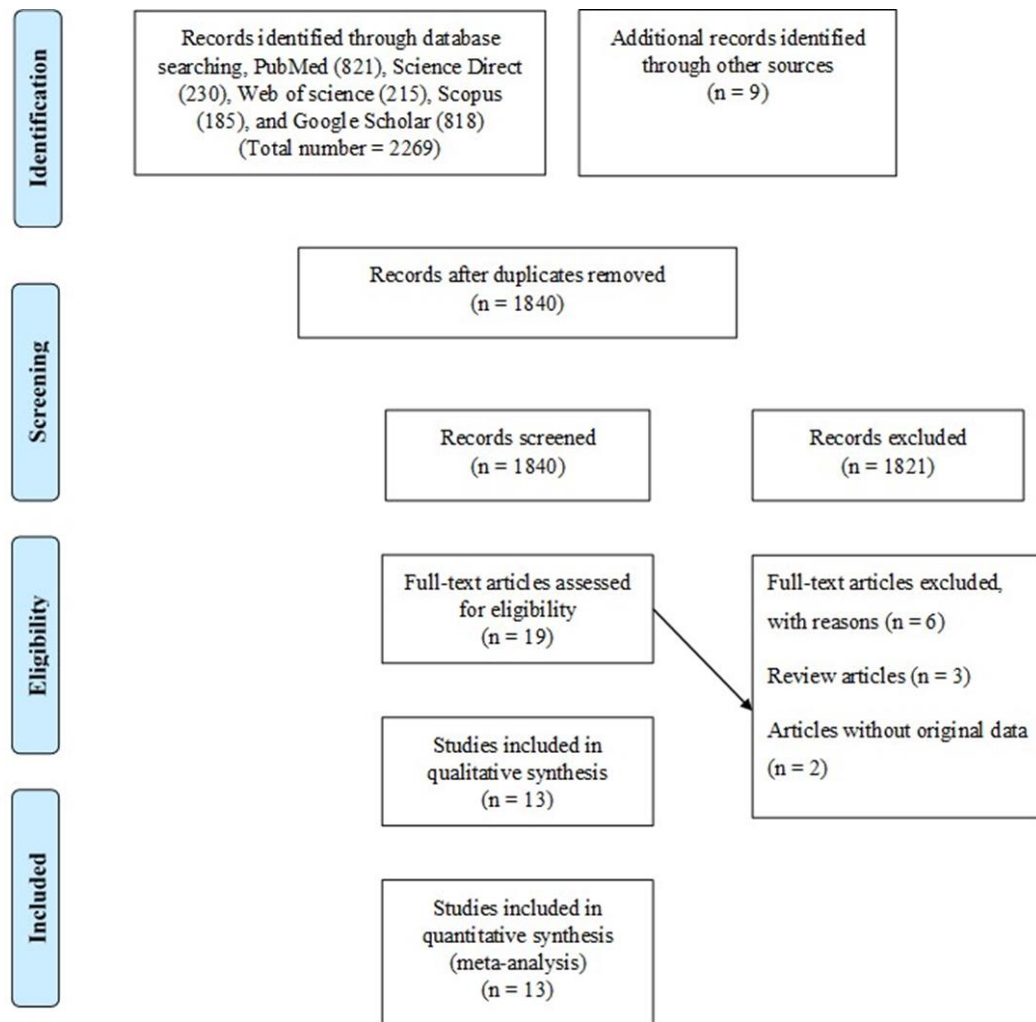 Identification
Records identified through database
searching, PubMed (821), Science Direct
(230), Web of science (215), Scopus
(185), and Google Scholar (818)
(Total number = 2269)
Additional records identified
through other sources
(n = 9)
Screening
Records after duplicates removed
(n = 1840)
Records screened
(n = 1840)
Records excluded
(n = 1821)
Eligibility
Full-text articles assessed
for eligibility
(n = 19)
Full-text articles excluded,
with reasons (n = 6)
Review articles (n = 3)
Articles without original data
(n = 2)
Studies included in
qualitative synthesis
(n = 13)
Included
Studies included in
quantitative synthesis
(meta-analysis)
(n = 13)